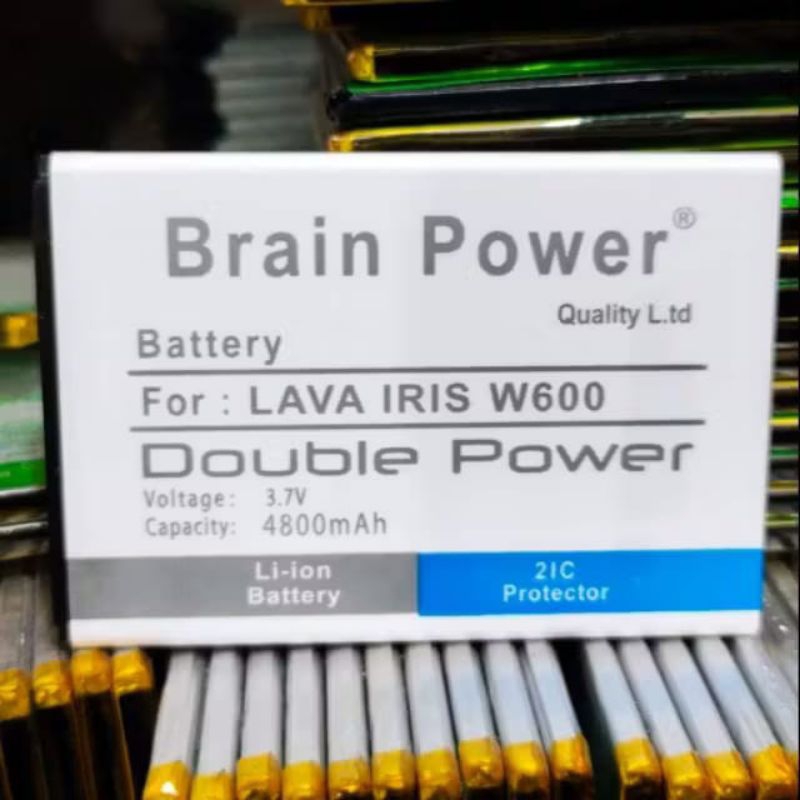 Brain Power®
Quality L.td
Battery
For : LAVA IRIS W600
Double Power
Voltage: 3.7V
Capacity: 4800mAh
Li-ion
Battery
2IC
Protector